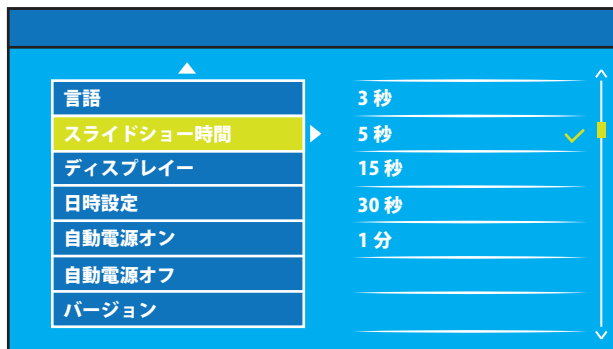 言語
スライドショー時間
ディスプレイー
日時設定
自動電源オン
自動電源オフ
バージョン
3 秒
5 秒
15 秒
30 秒
1 分